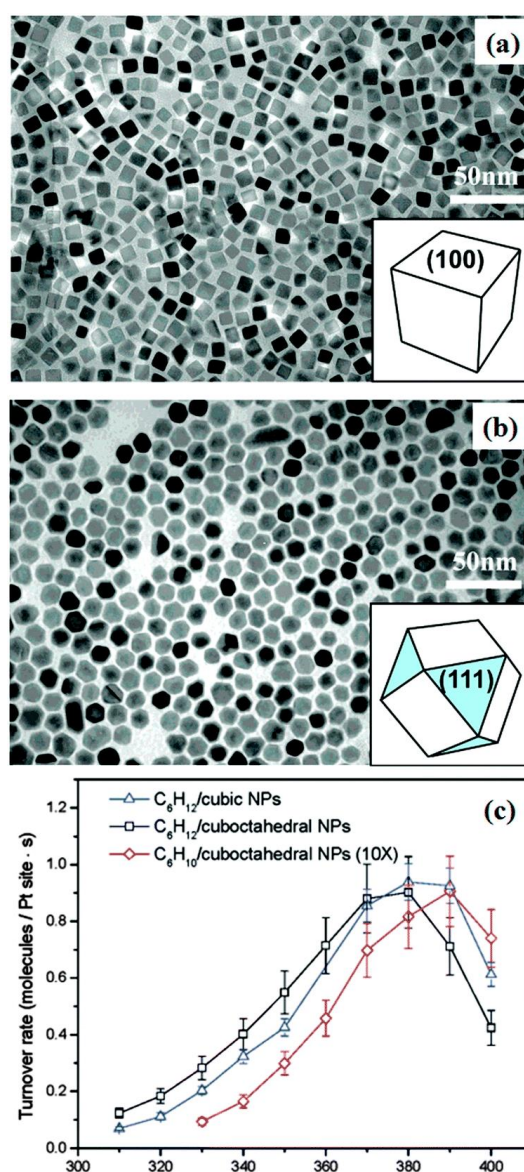 (a)
50nm
(100)
(b)
50nm
(111)
(c)
C₆H₁₂/cubic NPs
C₆H₁₂/cuboctahedral NPs
C₆H₁₀/cuboctahedral NPs (10X)
Turnover rate (molecules / Pt site · s)
1.2
1.0
0.8
0.6
0.4
0.2
0.0
300 320 340 360 380 400